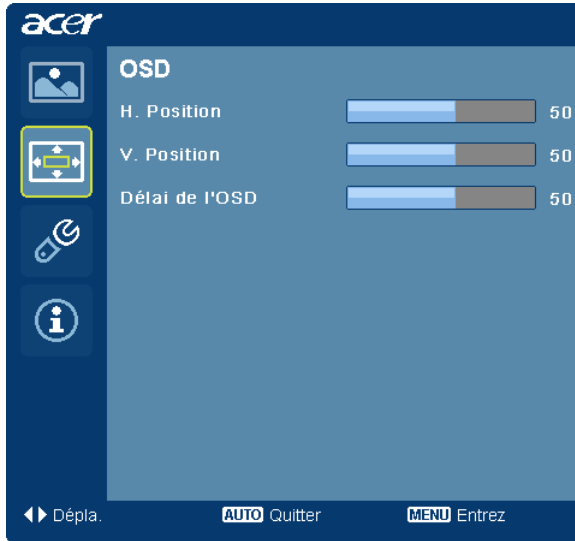 acer
OSD
H. Position 50
V. Position 50
Délai de l'OSD 50
Dépla. AUTO Quitter MENU Entrez